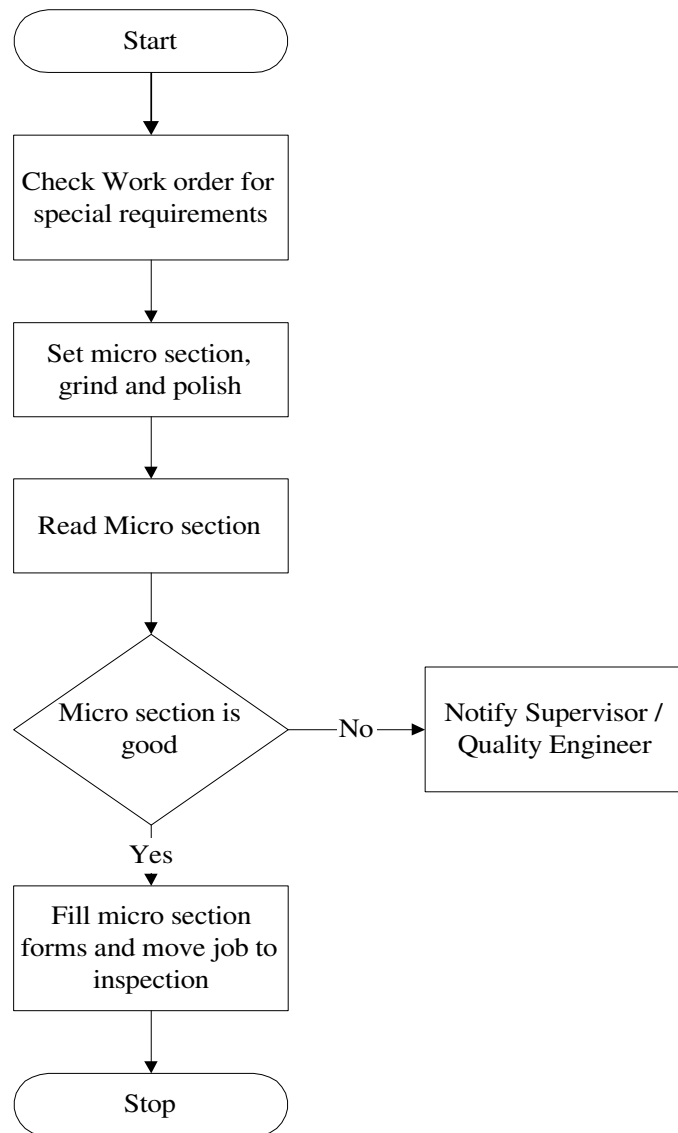 Start
Check Work order for
special requirements
Set micro section,
grind and polish
Read Micro section
Micro section is
good
No
Notify Supervisor /
Quality Engineer
Yes
Fill micro section
forms and move job to
inspection
Stop